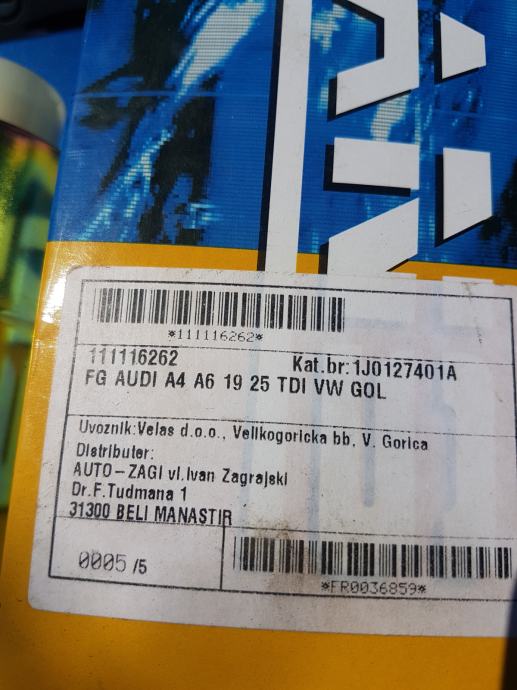 *111116262*
111116262 Kat.br:1J0127401A
FG AUDI A4 A6 19 25 TDI VW GOL
Uvoznik:Velas d.o.o., Velikogoricka bb, V. Gorica
Distributer:
AUTO-ZAGI vl.Ivan Zagrajski
Dr.F.Tudmana 1
31300 BELI MANASTIR
0005 /5
*FR0036859*